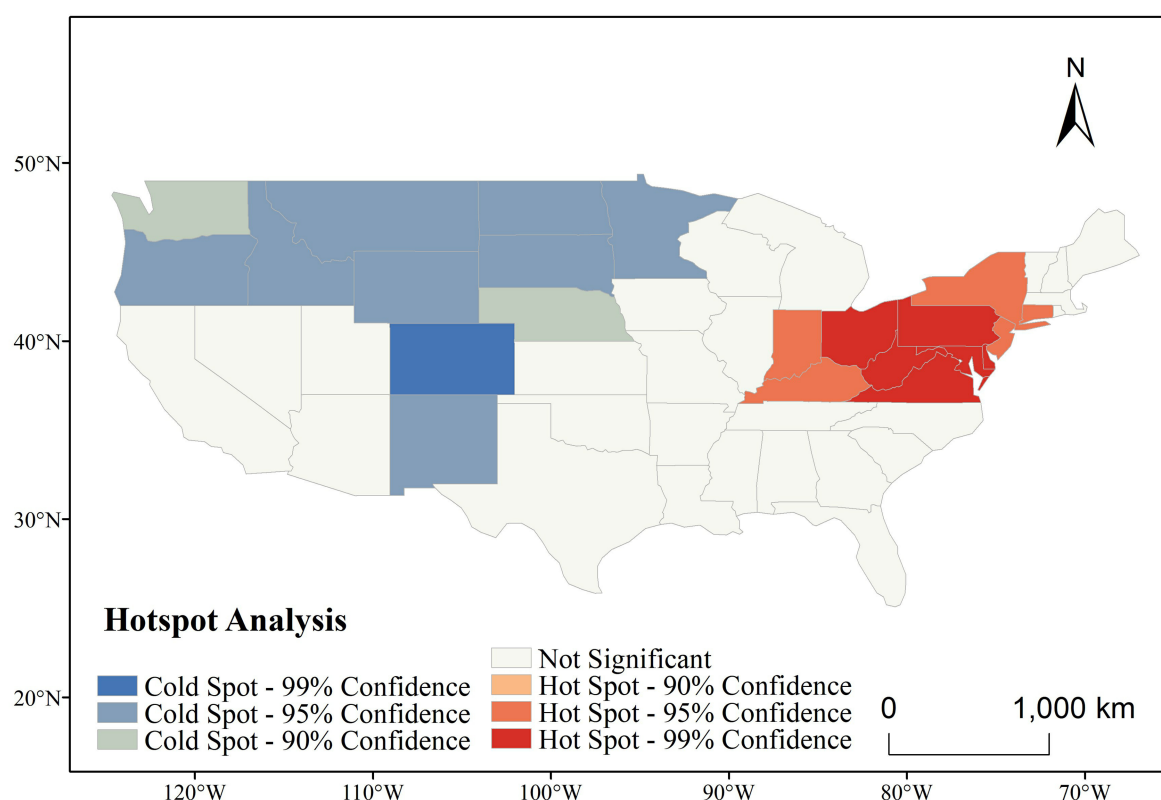 N
50°N
40°N
30°N
20°N
Hotspot Analysis
Cold Spot - 99% Confidence
Cold Spot - 95% Confidence
Cold Spot - 90% Confidence
Not Significant
Hot Spot - 90% Confidence
Hot Spot - 95% Confidence
Hot Spot - 99% Confidence
0 1,000 km
120°W 110°W 100°W 90°W 80°W 70°W